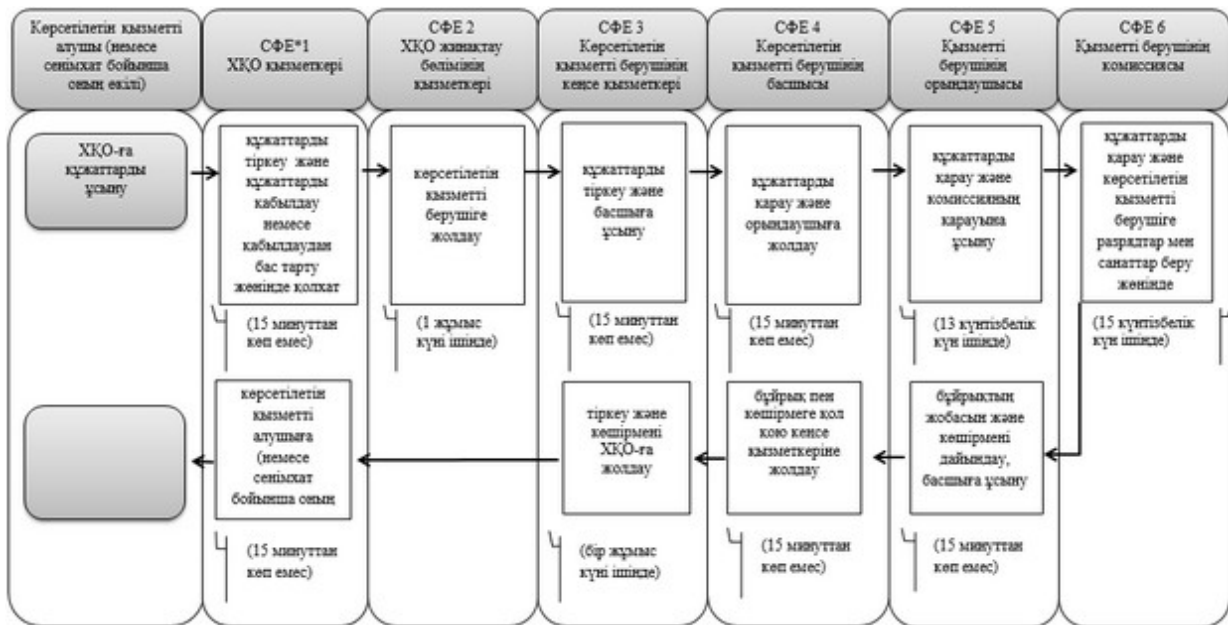 Көрсетілетін қызметті
алушы (немесе
сенімхат бойынша
оның өкілі)
СФЕ*1
ХҚО қызметкері
СФЕ 2
ХҚО жинақтау
бөлімінің
қызметкері
СФЕ 3
Көрсетілетін
қызметті берушінің
кеңсе қызметкері
СФЕ 4
Көрсетілетін
қызметті берушінің
басшысы
СФЕ 5
Қызметті
берушінің
орындаушысы
СФЕ 6
Қызметті берушінің
комиссиясы
ХҚО-ға
құжаттарды
ұсыну
құжаттарды
тіркеу және
құжаттарды
қабылдау
немесе
қабылдаудан
бас тарту
жөнінде қолхат
көрсетілетін
қызметті
берушіге
жолдау
құжаттарды
тіркеу және
басшыға
ұсыну
құжаттарды
қарау және
орындаушыға
жолдау
құжаттарды
қарау және
комиссияның
қарауына
ұсыну
құжаттарды
қарау және
көрсетілетін
қызметті
берушіге
разрядтар мен
санаттар беру
жөнінде
(15 минуттан
көп емес)
(1 жұмыс
күні ішінде)
(15 минуттан
көп емес)
(15 минуттан
көп емес)
(13 күнтізбелік
күн ішінде)
(15 күнтізбелік
күн ішінде)
көрсетілетін
қызметті
алушыға
(немесе
сенімхат
бойынша оның
тіркеу және
көшірмені
ХҚО-ға
жолдау
бұйрық пен
көшірмеге қол
қою кеңсе
қызметкеріне
жолдау
бұйрықтың
жобасын және
көшірмені
дайындау,
басшыға ұсыну
(15 минуттан
көп емес)
(бір жұмыс
күні ішінде)
(15 минуттан
көп емес)
(15 минуттан
көп емес)